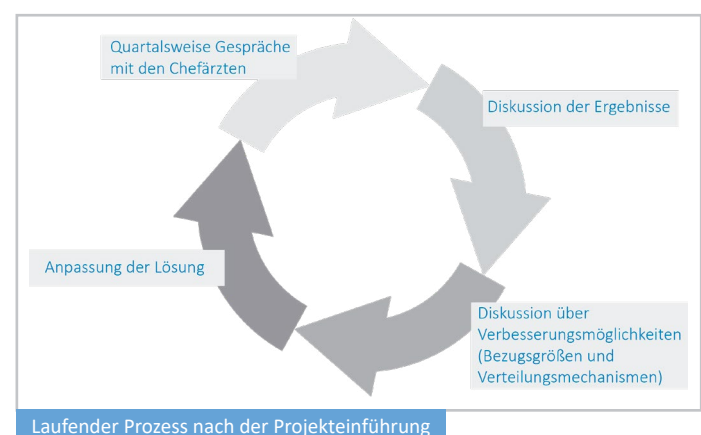 Quartalsweise Gespräche
mit den Chefärzten
Diskussion der Ergebnisse
Diskussion über
Verbesserungsmöglichkeiten
(Bezugsgrößen und
Verteilungsmechanismen)
Anpassung der Lösung
Laufender Prozess nach der Projekteinführung